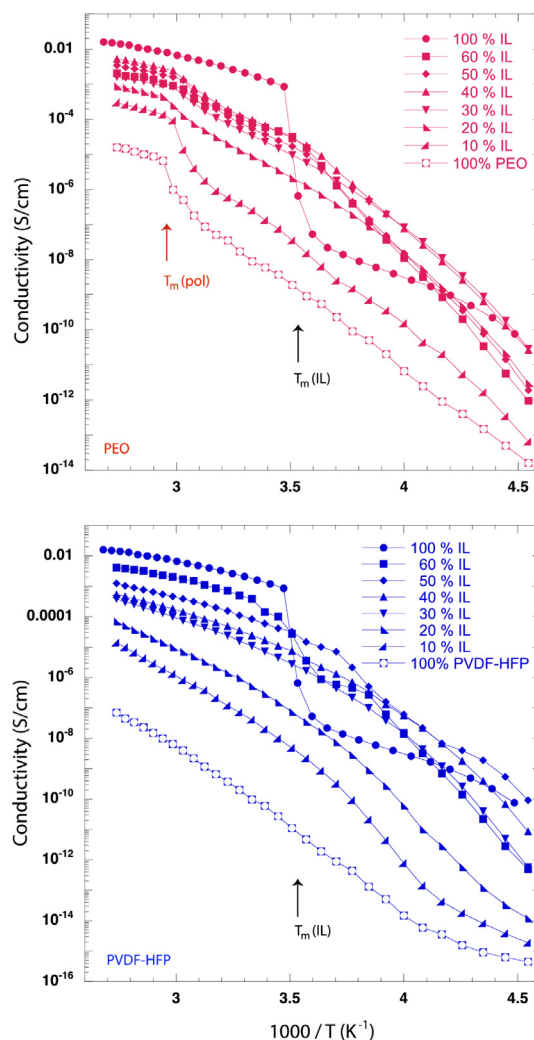 0.01
10⁻⁴
10⁻⁶
10⁻⁸
10⁻¹⁰
10⁻¹²
10⁻¹⁴
Conductivity (S/cm)
100 % IL
60 % IL
50 % IL
40 % IL
30 % IL
20 % IL
10 % IL
100% PEO
Tm (pol)
Tm (IL)
PEO
3 3.5 4 4.5
0.01
0.0001
10⁻⁶
10⁻⁸
10⁻¹⁰
10⁻¹²
10⁻¹⁴
10⁻¹⁶
Conductivity (S/cm)
100 % IL
60 % IL
50 % IL
40 % IL
30 % IL
20 % IL
10 % IL
100% PVDF-HFP
Tm (IL)
PVDF-HFP
3 3.5 4 4.5
1000 / T (K⁻¹)